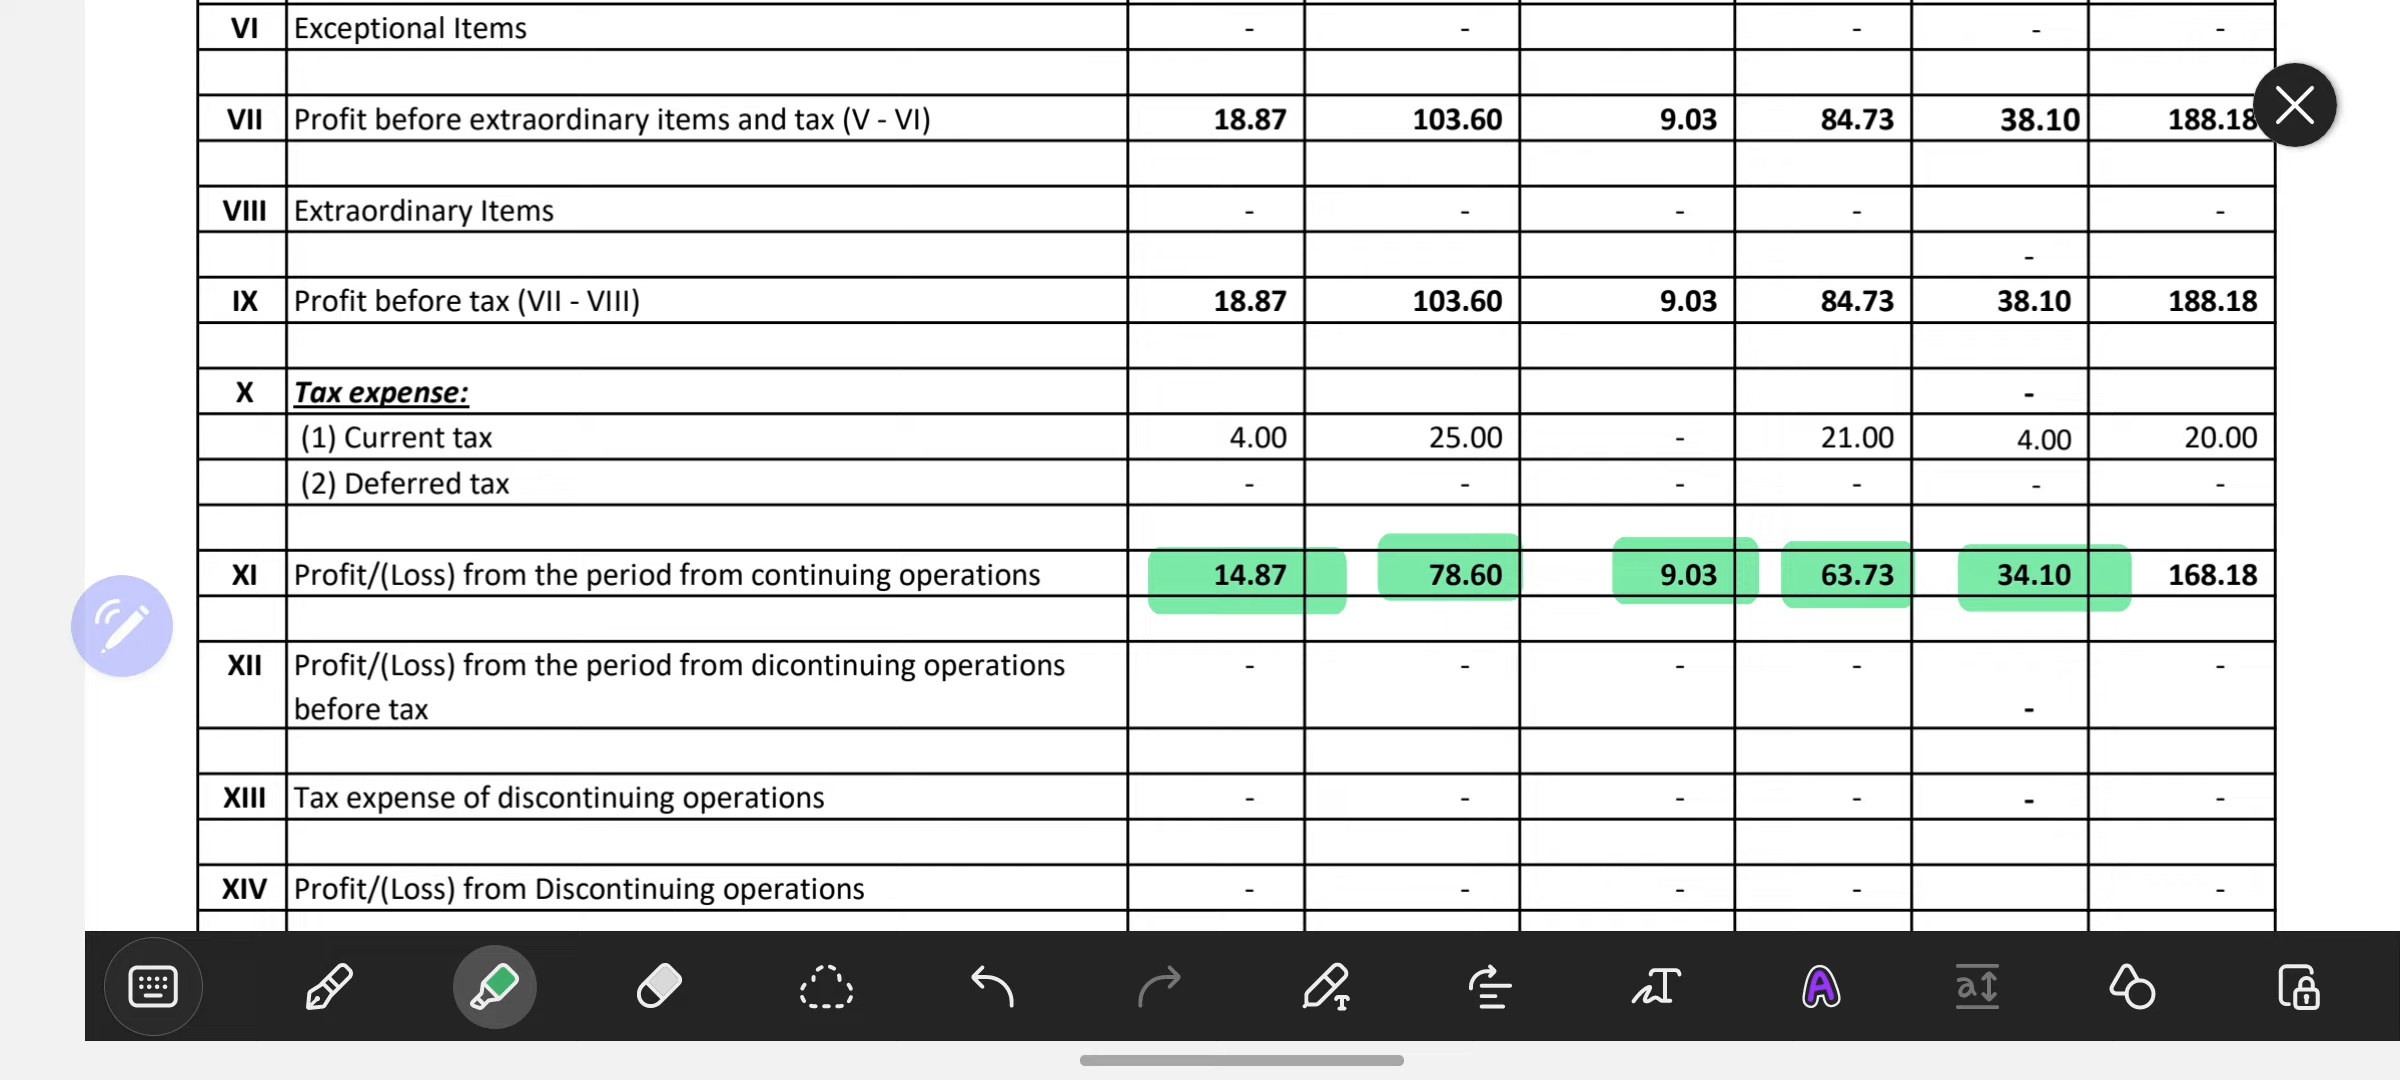 VI Exceptional Items - - - - -
VII Profit before extraordinary items and tax (V - VI) 18.87 103.60 9.03 84.73 38.10 188.18
VIII Extraordinary Items - - - - -
-
IX Profit before tax (VII - VIII) 18.87 103.60 9.03 84.73 38.10 188.18
X Tax expense: -
(1) Current tax 4.00 25.00 - 21.00 4.00 20.00
(2) Deferred tax - - - - - -
XI Profit/(Loss) from the period from continuing operations 14.87 78.60 9.03 63.73 34.10 168.18
XII Profit/(Loss) from the period from dicontinuing operations - - - - -
before tax -
XIII Tax expense of discontinuing operations - - - - - -
XIV Profit/(Loss) from Discontinuing operations - - - - -
T T A a